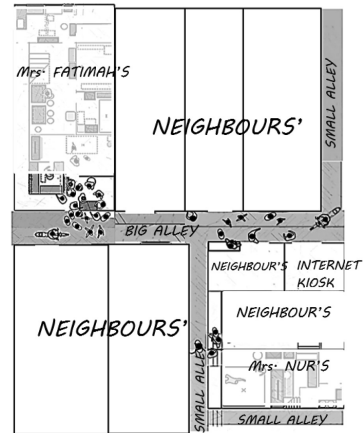 Mrs. FATIMAH'S
NEIGHBOURS'
SMALL ALLEY
BIG ALLEY
NEIGHBOUR'S
INTERNET
KIOSK
NEIGHBOURS'
NEIGHBOUR'S
SMALL ALLEY
Mrs. NUR'S
SMALL ALLEY